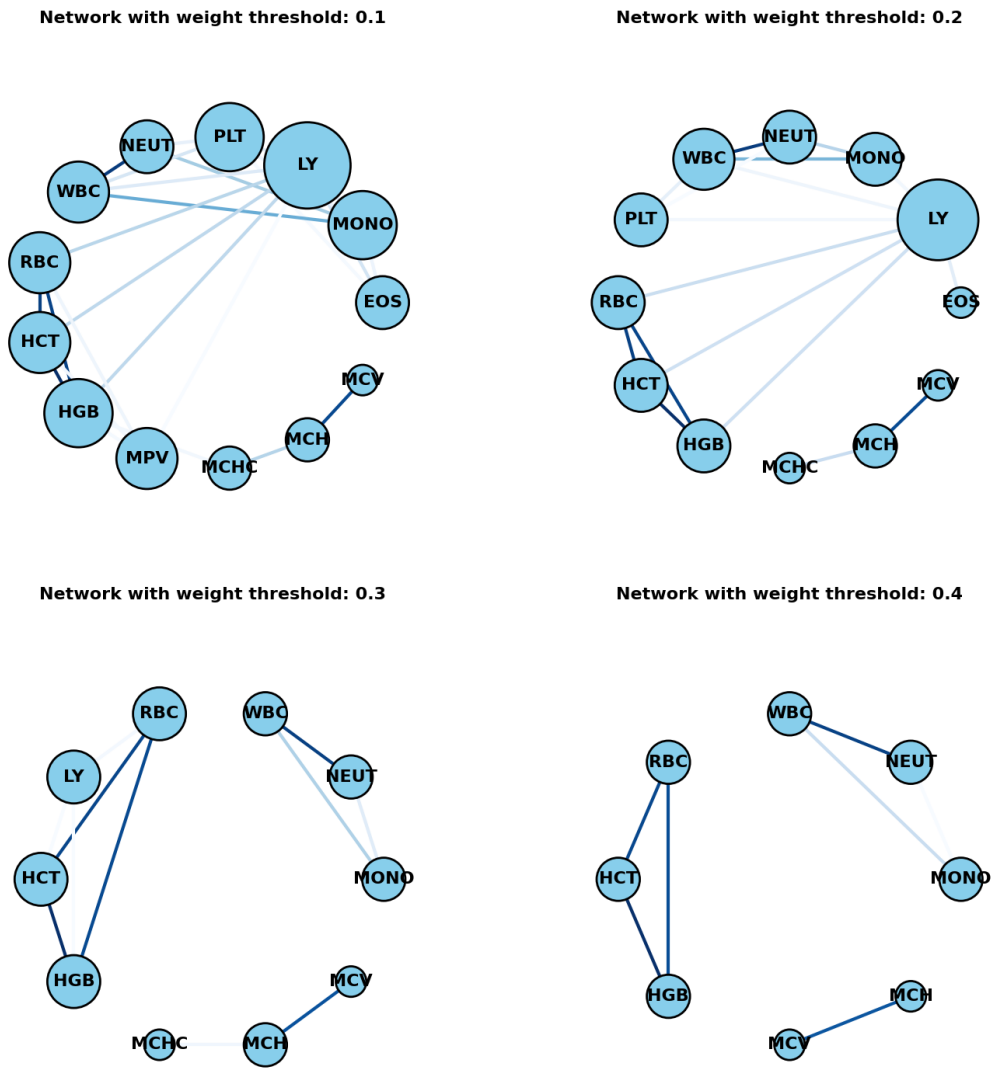 Network with weight threshold: 0.1
PLT
NEUT
LY
WBC
MONO
RBC
EOS
HCT
MCV
HGB
MCH
MPV
MCHC
Network with weight threshold: 0.2
NEUT
WBC
MONO
PLT
LY
RBC
EOS
HCT
MCV
HGB
MCH
MCHC
Network with weight threshold: 0.3
RBC
WBC
LY
NEUT
HCT
MONO
HGB
MCV
MCHC
MCH
Network with weight threshold: 0.4
WBC
RBC
NEUT
HCT
MONO
HGB
MCH
MCV